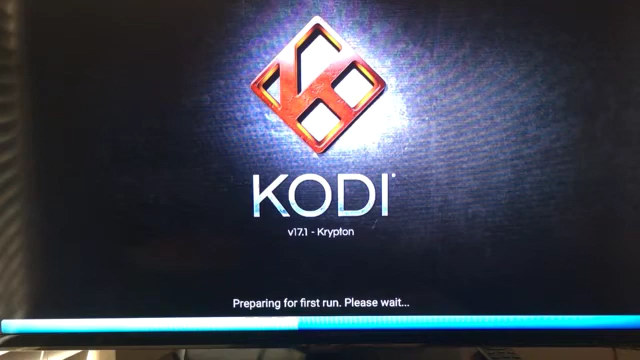 KODI
v17.1 - Krypton
Preparing for first run. Please wait...